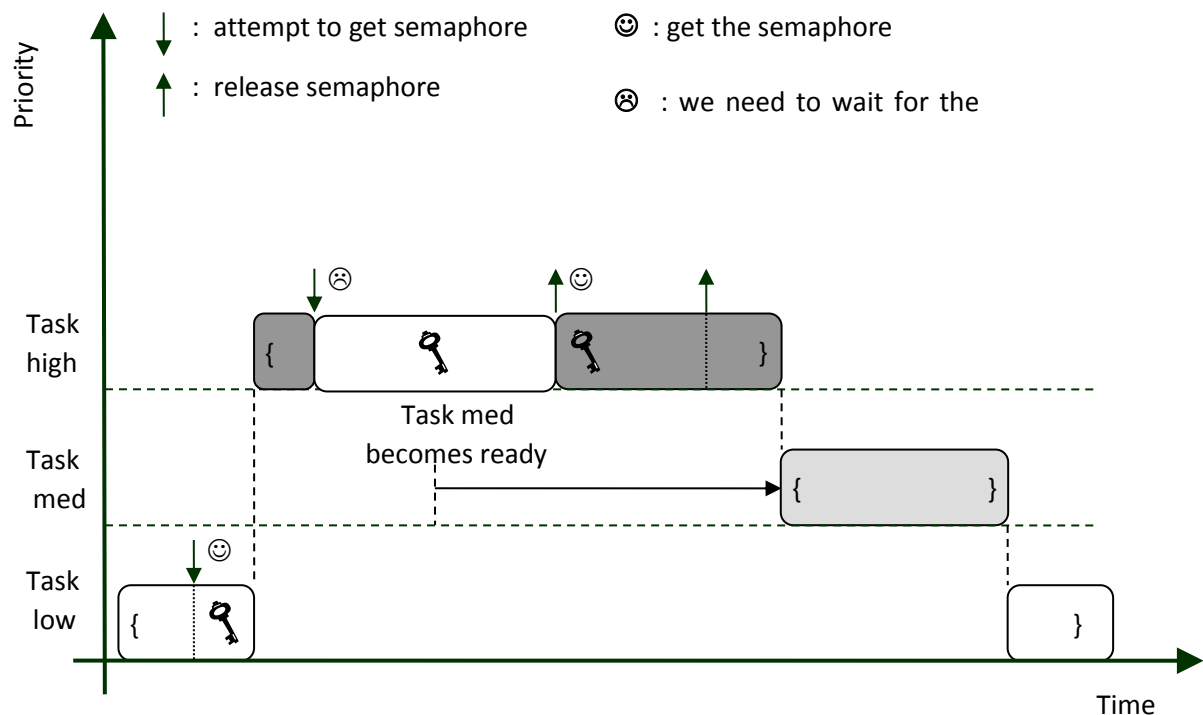 : attempt to get semaphore
☺ : get the semaphore
: release semaphore
☹ : we need to wait for the
Priority
☹
☺
Task
high
{
}
Task med
becomes ready
Task
med
{
}
☺
Task
low
{
}
Time